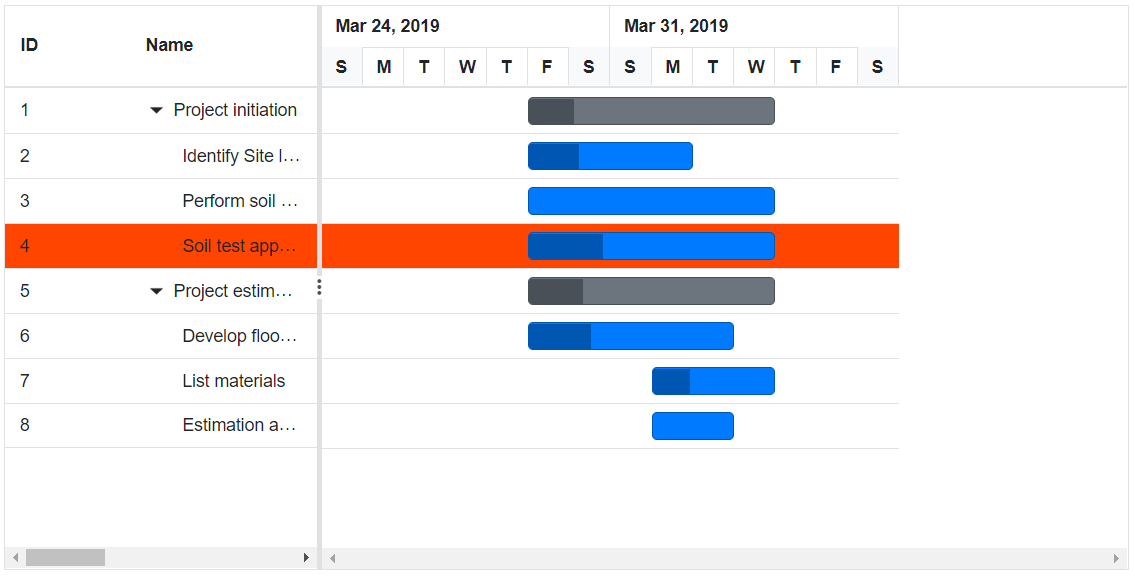 ID Name Mar 24, 2019 Mar 31, 2019
S M T W T F S S M T W T F S
1 Project initiation
2 Identify Site l...
3 Perform soil ...
4 Soil test app...
5 Project estim...
6 Develop floo...
7 List materials
8 Estimation a...